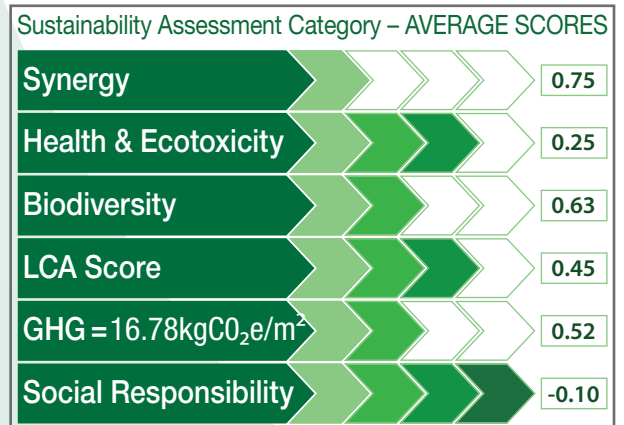 Sustainability Assessment Category – AVERAGE SCORES
Synergy 0.75
Health & Ecotoxicity 0.25
Biodiversity 0.63
LCA Score 0.45
GHG = 16.78kgC0₂e/m² 0.52
Social Responsibility -0.10